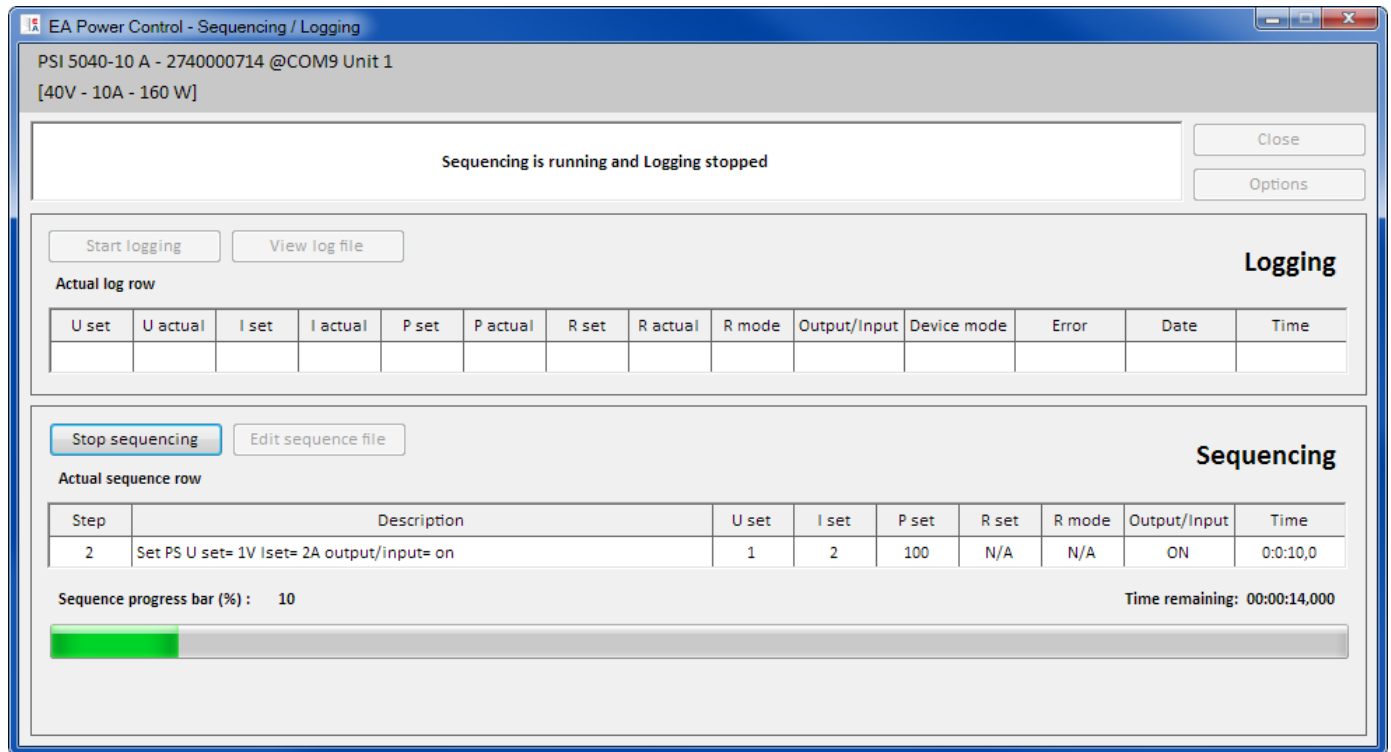 EA Power Control - Sequencing / Logging
PSI 5040-10 A - 2740000714 @COM9 Unit 1
[40V - 10A - 160 W]
Sequencing is running and Logging stopped
Close
Options
Start logging View log file
Logging
Actual log row
U set U actual I set I actual P set P actual R set R actual R mode Output/Input Device mode Error Date Time
Stop sequencing Edit sequence file
Sequencing
Actual sequence row
Step Description U set I set P set R set R mode Output/Input Time
2 Set PS U set= 1V Iset= 2A output/input= on 1 2 100 N/A N/A ON 0:0:10,0
Sequence progress bar (%) : 10 Time remaining: 00:00:14,000